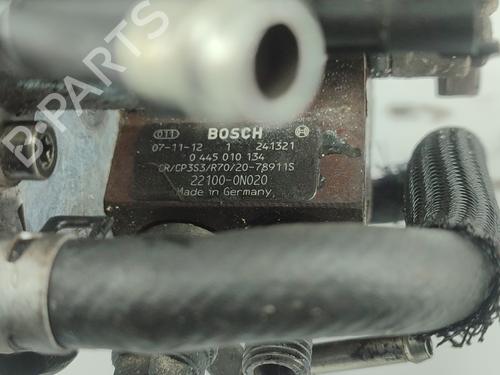 BOSCH
07-11-12 1 241321
0 445 010 134
CR/CP3S3/R70/20-78911S
22100-0N020
Made in Germany
B-PARTS